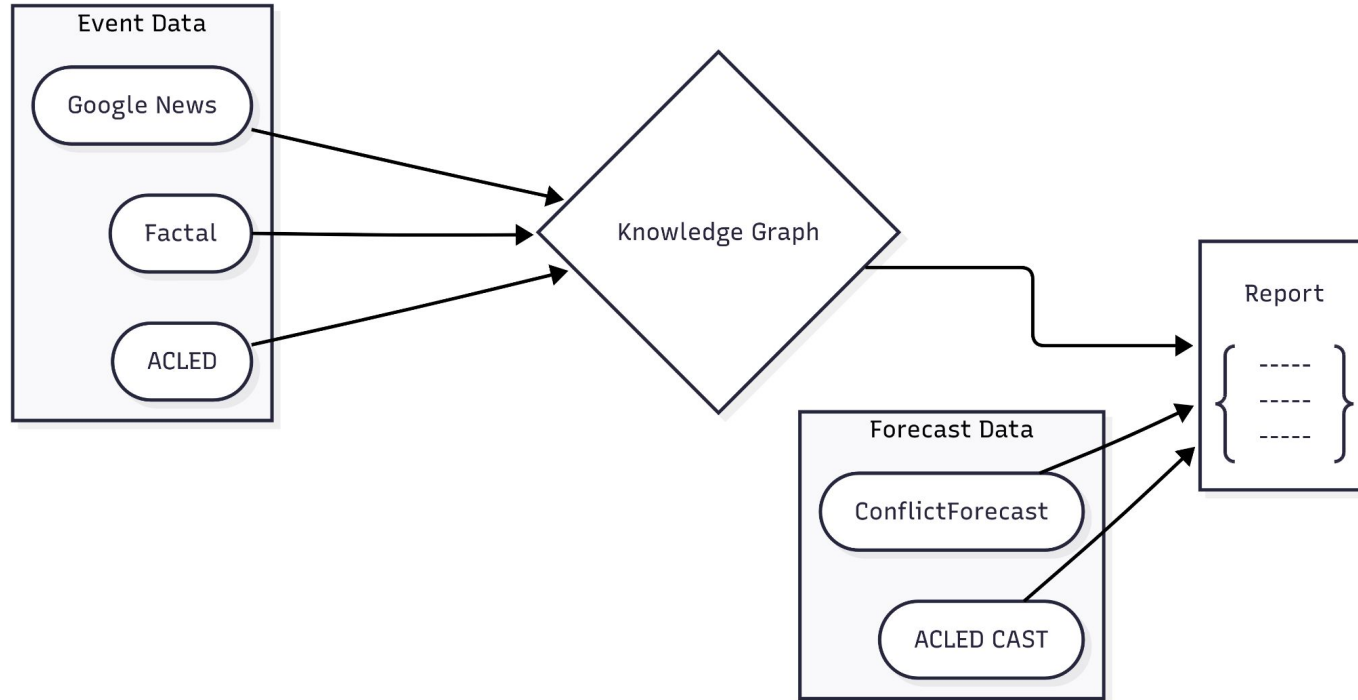 Event Data
Google News
Factal
ACLED
Knowledge Graph
Report
{ ----- }
-----
-----
Forecast Data
ConflictForecast
ACLED CAST